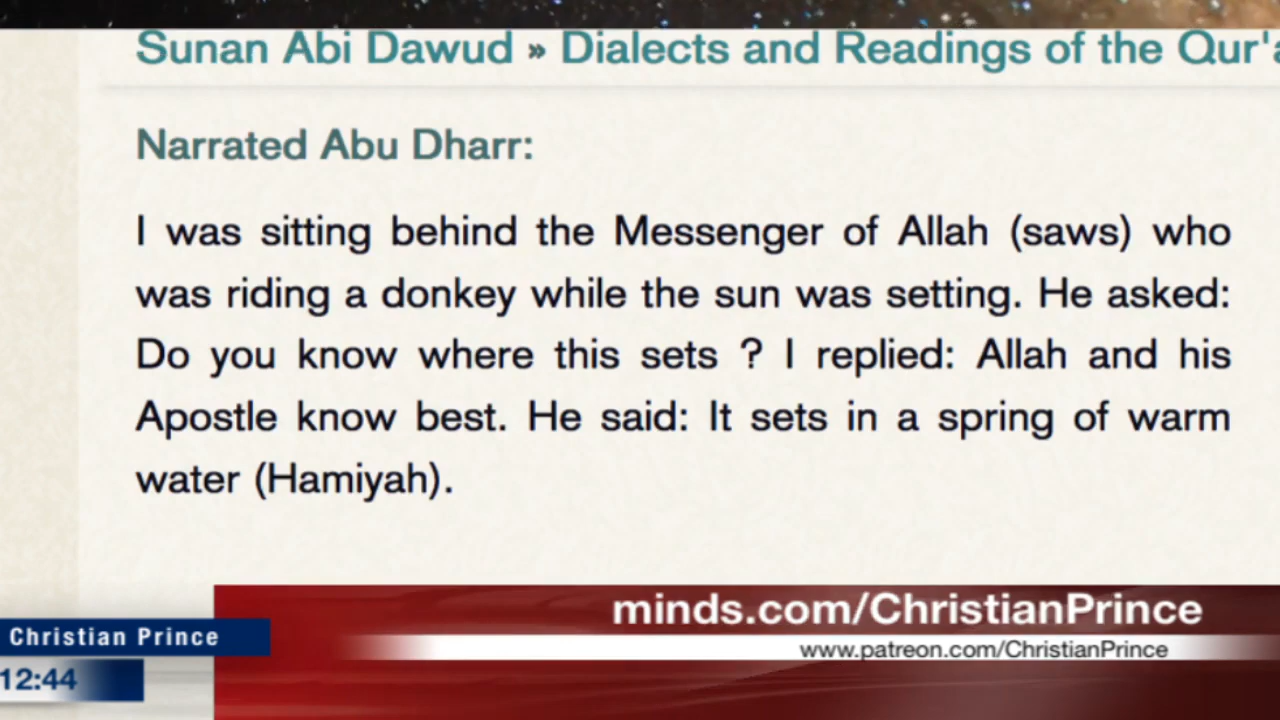 Sunan Abi Dawud » Dialects and Readings of the Qur'a
Narrated Abu Dharr:
I was sitting behind the Messenger of Allah (saws) who
was riding a donkey while the sun was setting. He asked:
Do you know where this sets ? I replied: Allah and his
Apostle know best. He said: It sets in a spring of warm
water (Hamiyah).
minds.com/ChristianPrince
Christian Prince
www.patreon.com/ChristianPrince
12:44